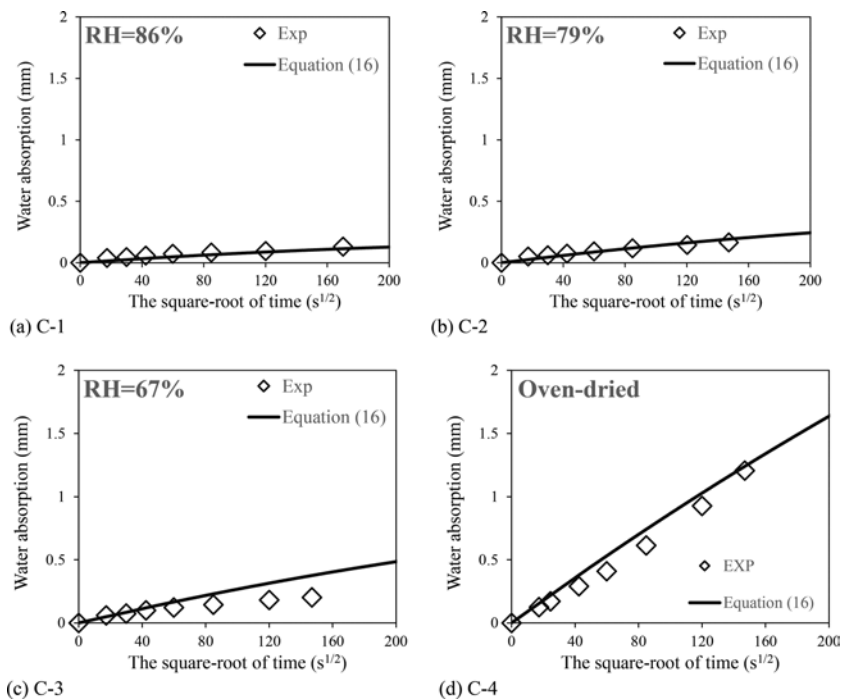 RH=86%
Exp
Equation (16)
Water absorption (mm)
2
1.5
1
0.5
0
0 40 80 120 160 200
The square-root of time (s1/2)
(a) C-1
RH=79%
Exp
Equation (16)
Water absorption (mm)
2
1.5
1
0.5
0
0 40 80 120 160 200
The square-root of time (s1/2)
(b) C-2
RH=67%
Exp
Equation (16)
Water absorption (mm)
2
1.5
1
0.5
0
0 40 80 120 160 200
The square-root of time (s1/2)
(c) C-3
Oven-dried
EXP
Equation (16)
Water absorption (mm)
2
1.5
1
0.5
0
0 40 80 120 160 200
The square-root of time (s1/2)
(d) C-4